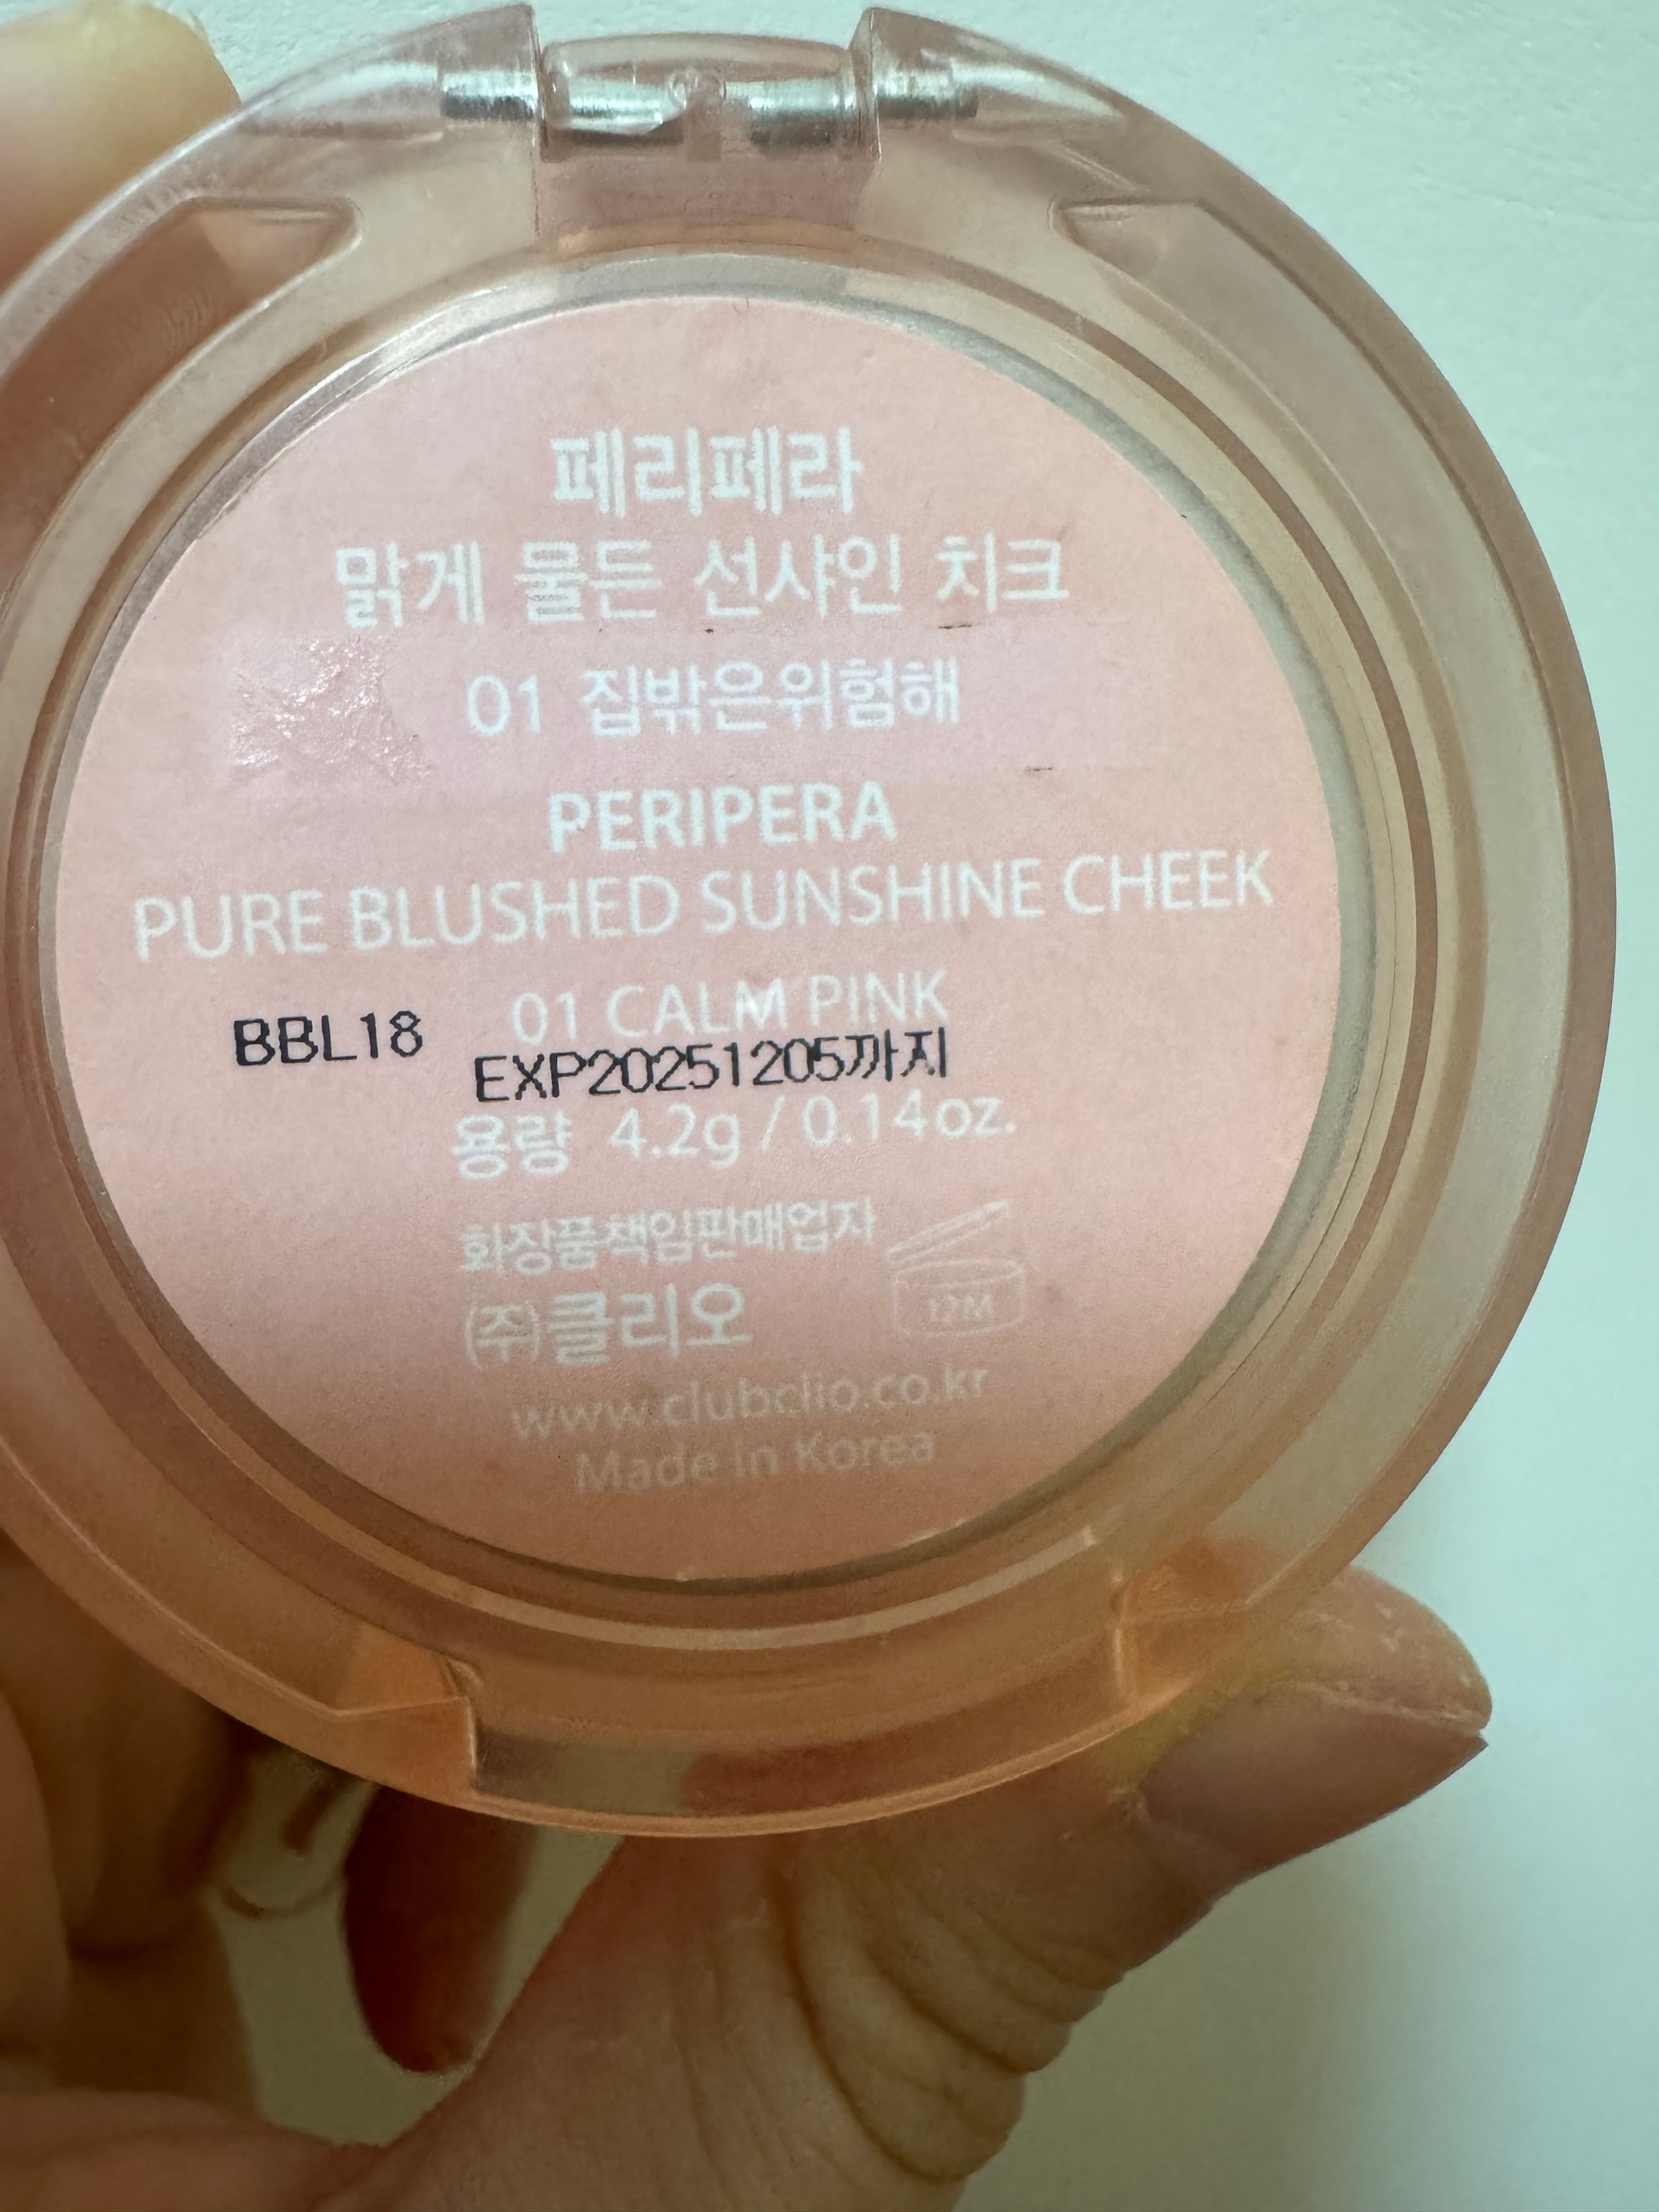 페리페라
맑게 물든 선샤인 치크
01 집밖은위험해
PERIPERA
PURE BLUSHED SUNSHINE CHEEK
01 CALM PINK
BBL18
EXP20251205까지
용량 4.2g / 0.14oz.
화장품책임판매업자
㈜클리오
12M
www.clubclio.co.kr
Made in Korea